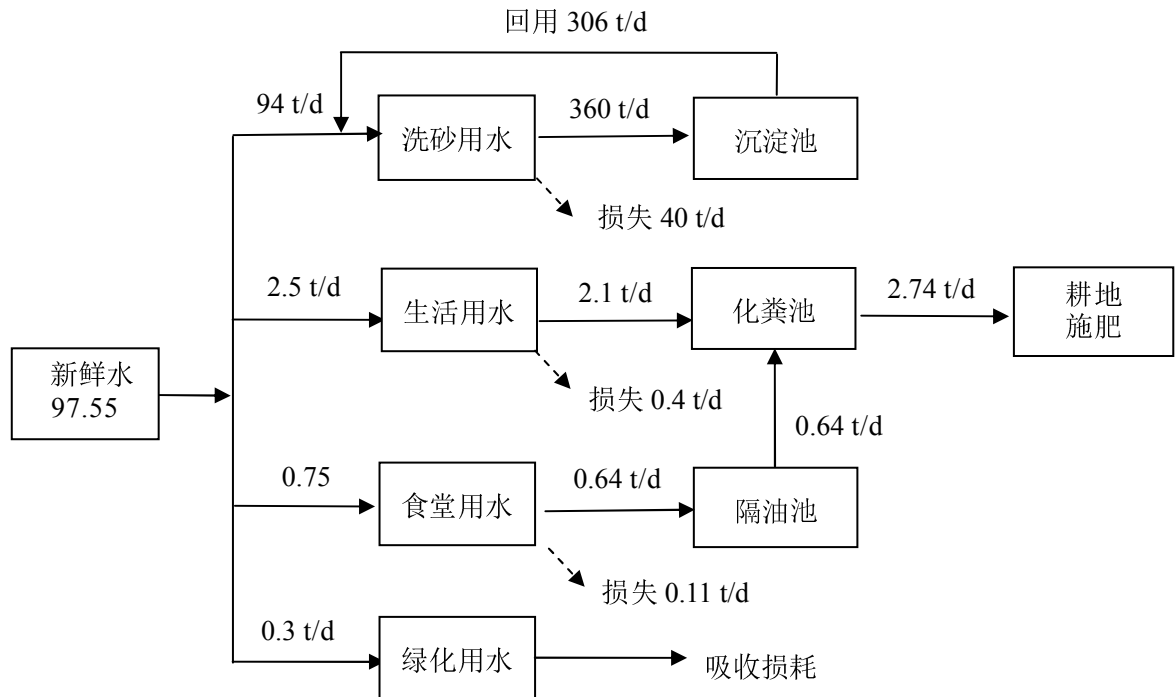 回用 306 t/d
94 t/d
洗砂用水
360 t/d
沉淀池
损失 40 t/d
2.5 t/d
生活用水
2.1 t/d
化粪池
2.74 t/d
耕地
施肥
损失 0.4 t/d
新鲜水
97.55
0.64 t/d
0.75
食堂用水
0.64 t/d
隔油池
损失 0.11 t/d
0.3 t/d
绿化用水
吸收损耗